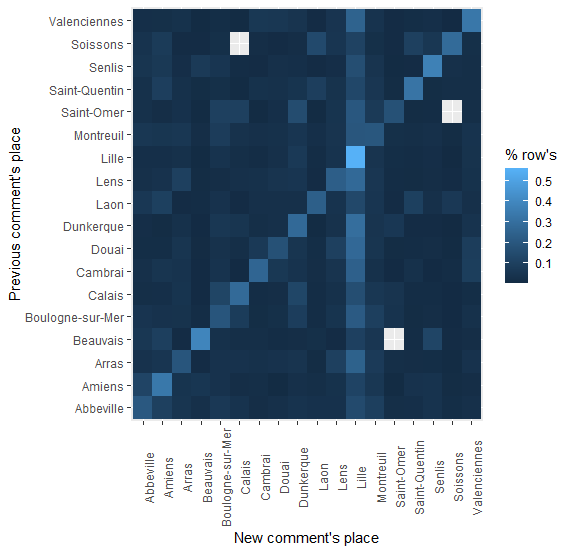 Previous comment's place
Valenciennes
Soissons
Senlis
Saint-Quentin
Saint-Omer
Montreuil
Lille
Lens
Laon
Dunkerque
Douai
Cambrai
Calais
Boulogne-sur-Mer
Beauvais
Arras
Amiens
Abbeville
Abbeville
Amiens
Arras
Beauvais
Boulogne-sur-Mer
Calais
Cambrai
Douai
Dunkerque
Laon
Lens
Lille
Montreuil
Saint-Omer
Saint-Quentin
Senlis
Soissons
Valenciennes
New comment's place
% row's
0.5
0.4
0.3
0.2
0.1